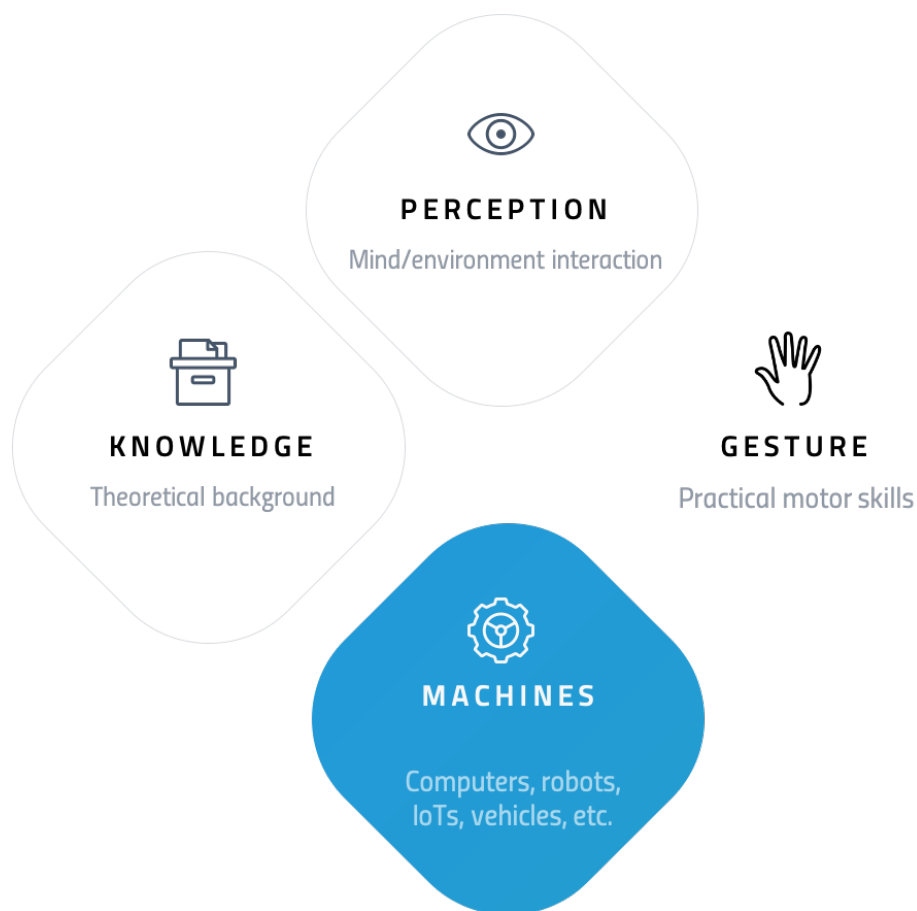 PERCEPTION
Mind/environment interaction
KNOWLEDGE
Theoretical background
GESTURE
Practical motor skills
MACHINES
Computers, robots,
IoTs, vehicles, etc.